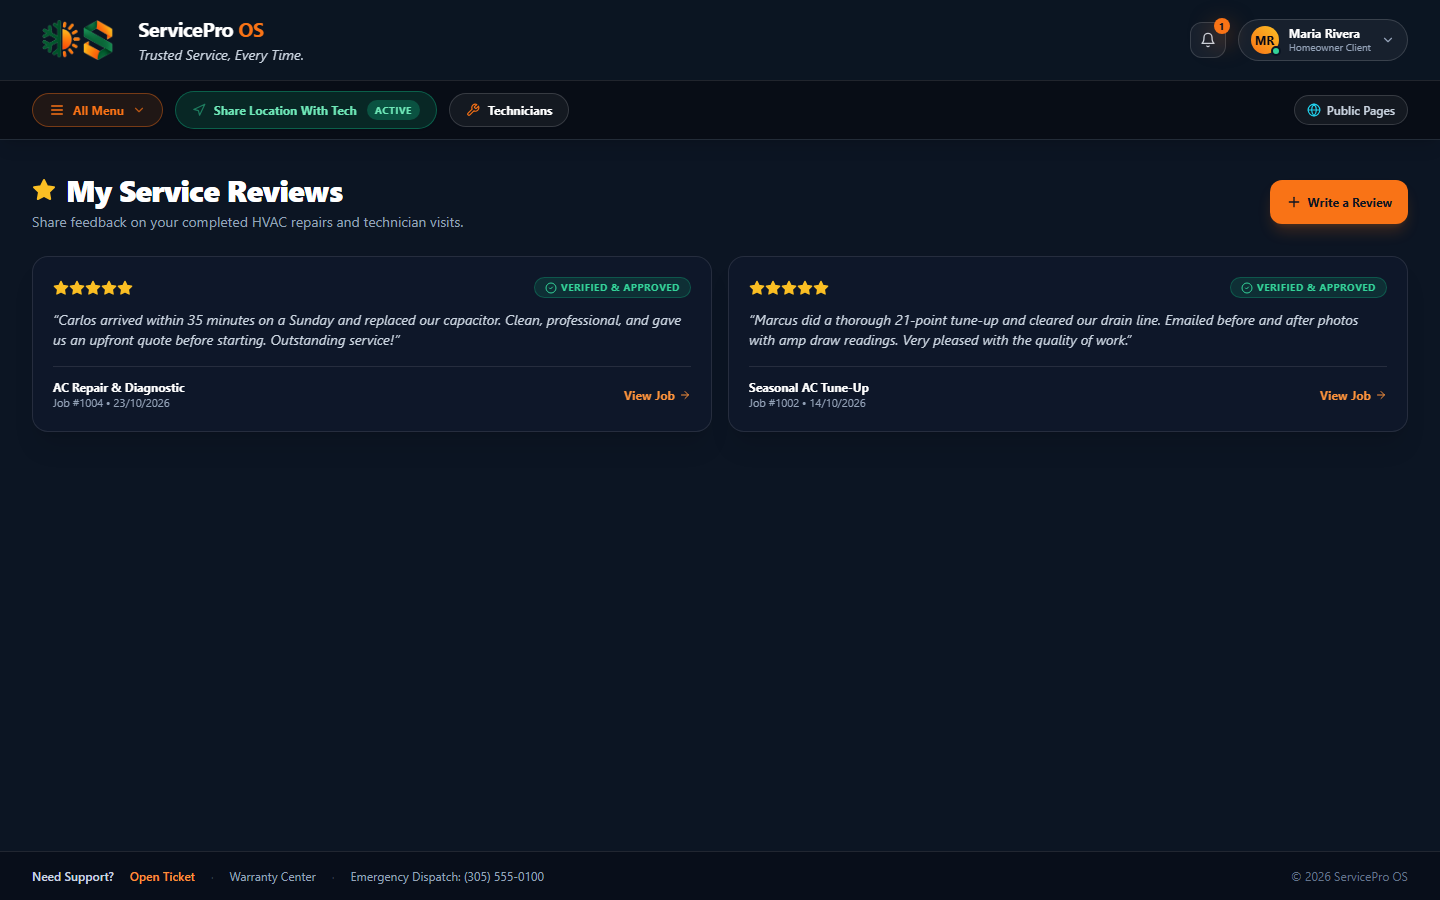 ServicePro OS
Trusted Service, Every Time.
1
MR
Maria Rivera
Homeowner Client
All Menu
Share Location With Tech ACTIVE
Technicians
Public Pages
My Service Reviews
Share feedback on your completed HVAC repairs and technician visits.
+ Write a Review
VERIFIED & APPROVED
“Carlos arrived within 35 minutes on a Sunday and replaced our capacitor. Clean, professional, and gave
us an upfront quote before starting. Outstanding service!”
AC Repair & Diagnostic
Job #1004 • 23/10/2026
View Job →
VERIFIED & APPROVED
“Marcus did a thorough 21-point tune-up and cleared our drain line. Emailed before and after photos
with amp draw readings. Very pleased with the quality of work.”
Seasonal AC Tune-Up
Job #1002 • 14/10/2026
View Job →
Need Support? Open Ticket · Warranty Center · Emergency Dispatch: (305) 555-0100
© 2026 ServicePro OS